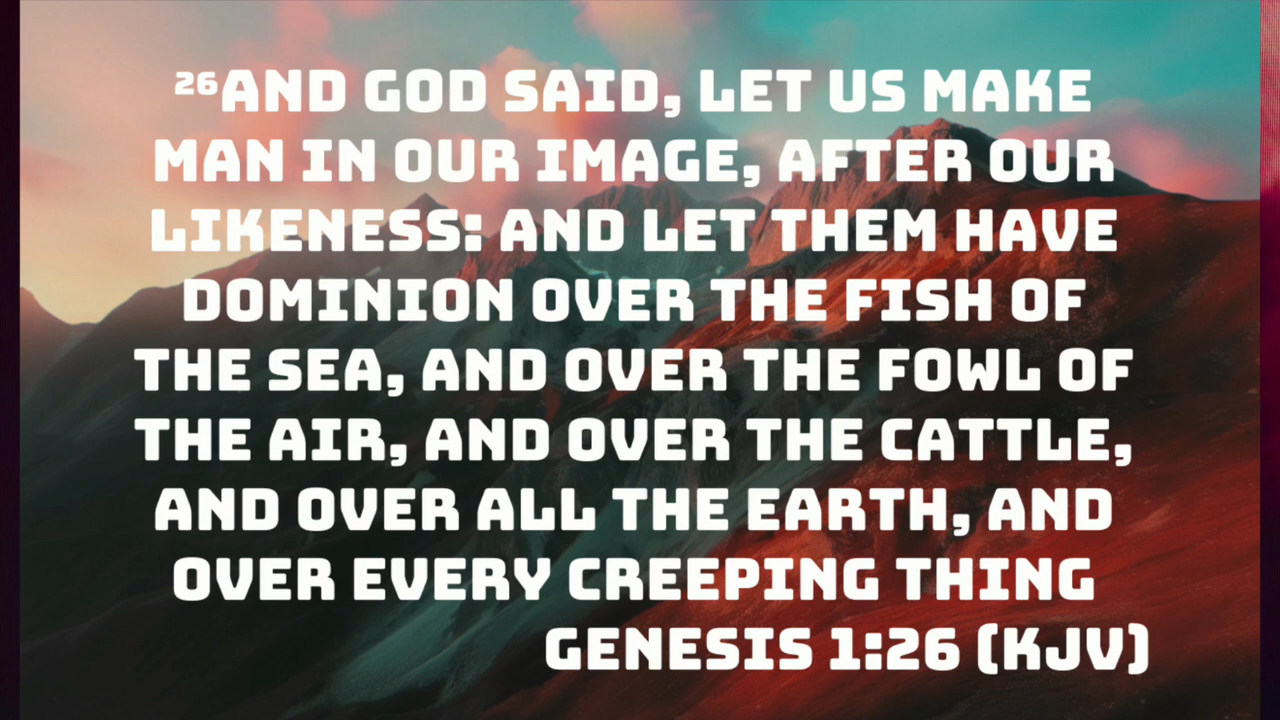 ²⁶AND GOD SAID, LET US MAKE
MAN IN OUR IMAGE, AFTER OUR
LIKENESS: AND LET THEM HAVE
DOMINION OVER THE FISH OF
THE SEA, AND OVER THE FOWL OF
THE AIR, AND OVER THE CATTLE,
AND OVER ALL THE EARTH, AND
OVER EVERY CREEPING THING
GENESIS 1:26 (KJV)